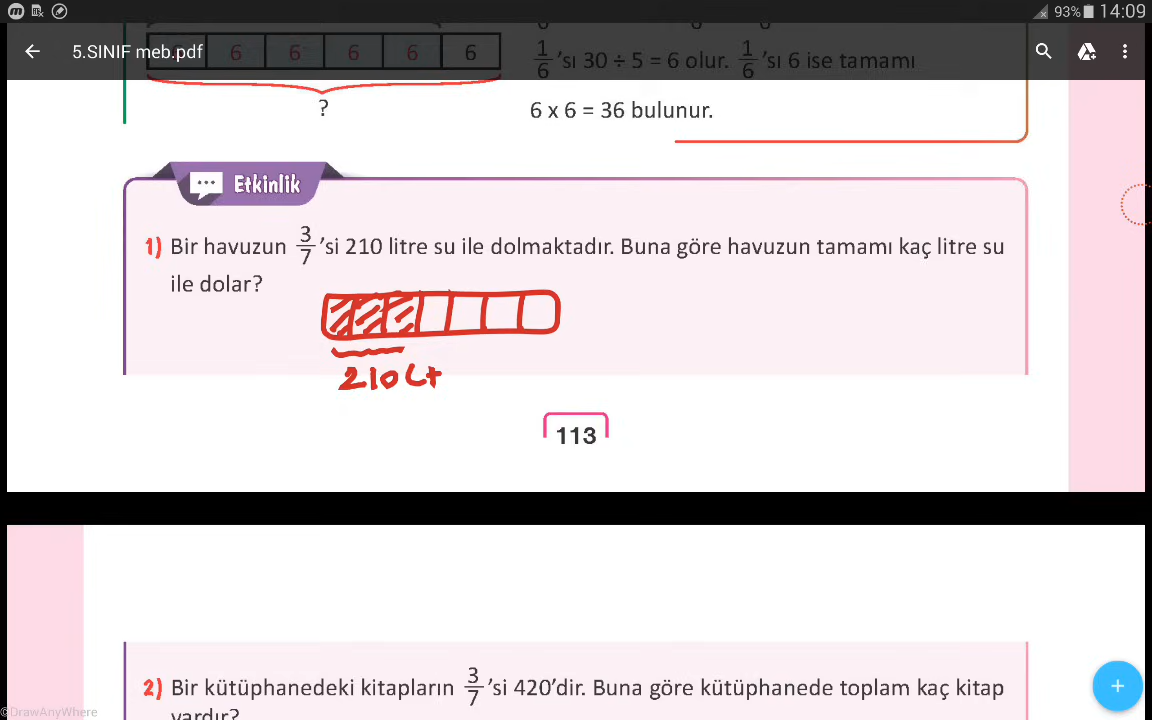 93% 14:09
5.SINIF meb.pdf
6 6 6 6 6
1/6 'sı 30 ÷ 5 = 6 olur. 1/6 'sı 6 ise tamamı
?
6 x 6 = 36 bulunur.
Etkinlik
1) Bir havuzun 3/7 'si 210 litre su ile dolmaktadır. Buna göre havuzun tamamı kaç litre su
ile dolar?
210 Lt
113
2) Bir kütüphanedeki kitapların 3/7 'si 420'dir. Buna göre kütüphanede toplam kaç kitap
vardır?
©DrawAnyWhere